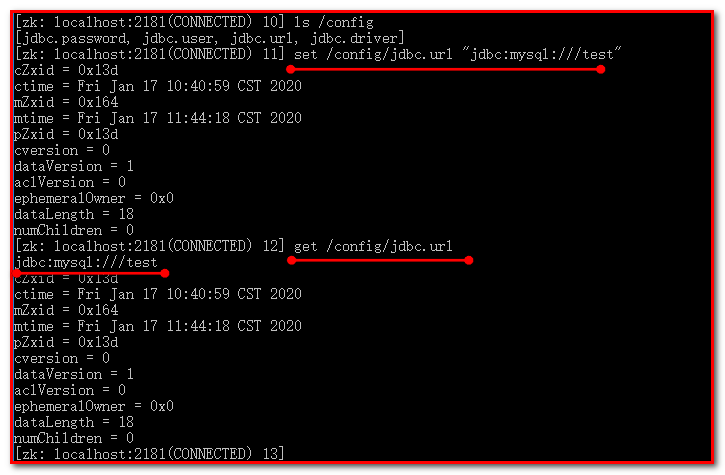 [zk: localhost:2181(CONNECTED) 10] ls /config
[jdbc.password, jdbc.user, jdbc.url, jdbc.driver]
[zk: localhost:2181(CONNECTED) 11] set /config/jdbc.url "jdbc:mysql:///test"
cZxid = 0x13d
ctime = Fri Jan 17 10:40:59 CST 2020
mZxid = 0x164
mtime = Fri Jan 17 11:44:18 CST 2020
pZxid = 0x13d
cversion = 0
dataVersion = 1
aclVersion = 0
ephemeralOwner = 0x0
dataLength = 18
numChildren = 0
[zk: localhost:2181(CONNECTED) 12] get /config/jdbc.url
jdbc:mysql:///test
cZxid = 0x13d
ctime = Fri Jan 17 10:40:59 CST 2020
mZxid = 0x164
mtime = Fri Jan 17 11:44:18 CST 2020
pZxid = 0x13d
cversion = 0
dataVersion = 1
aclVersion = 0
ephemeralOwner = 0x0
dataLength = 18
numChildren = 0
[zk: localhost:2181(CONNECTED) 13]